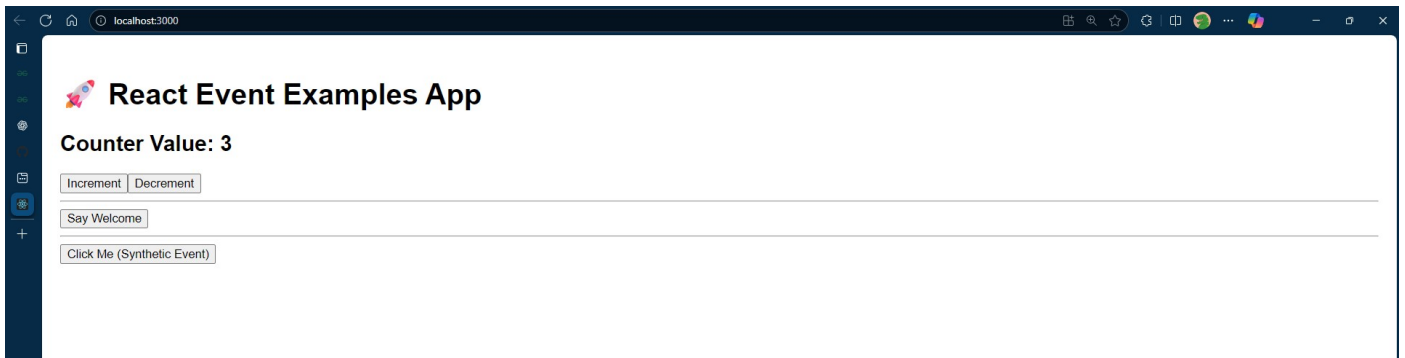 localhost:3000
🚀 React Event Examples App
Counter Value: 3
Increment Decrement
Say Welcome
Click Me (Synthetic Event)